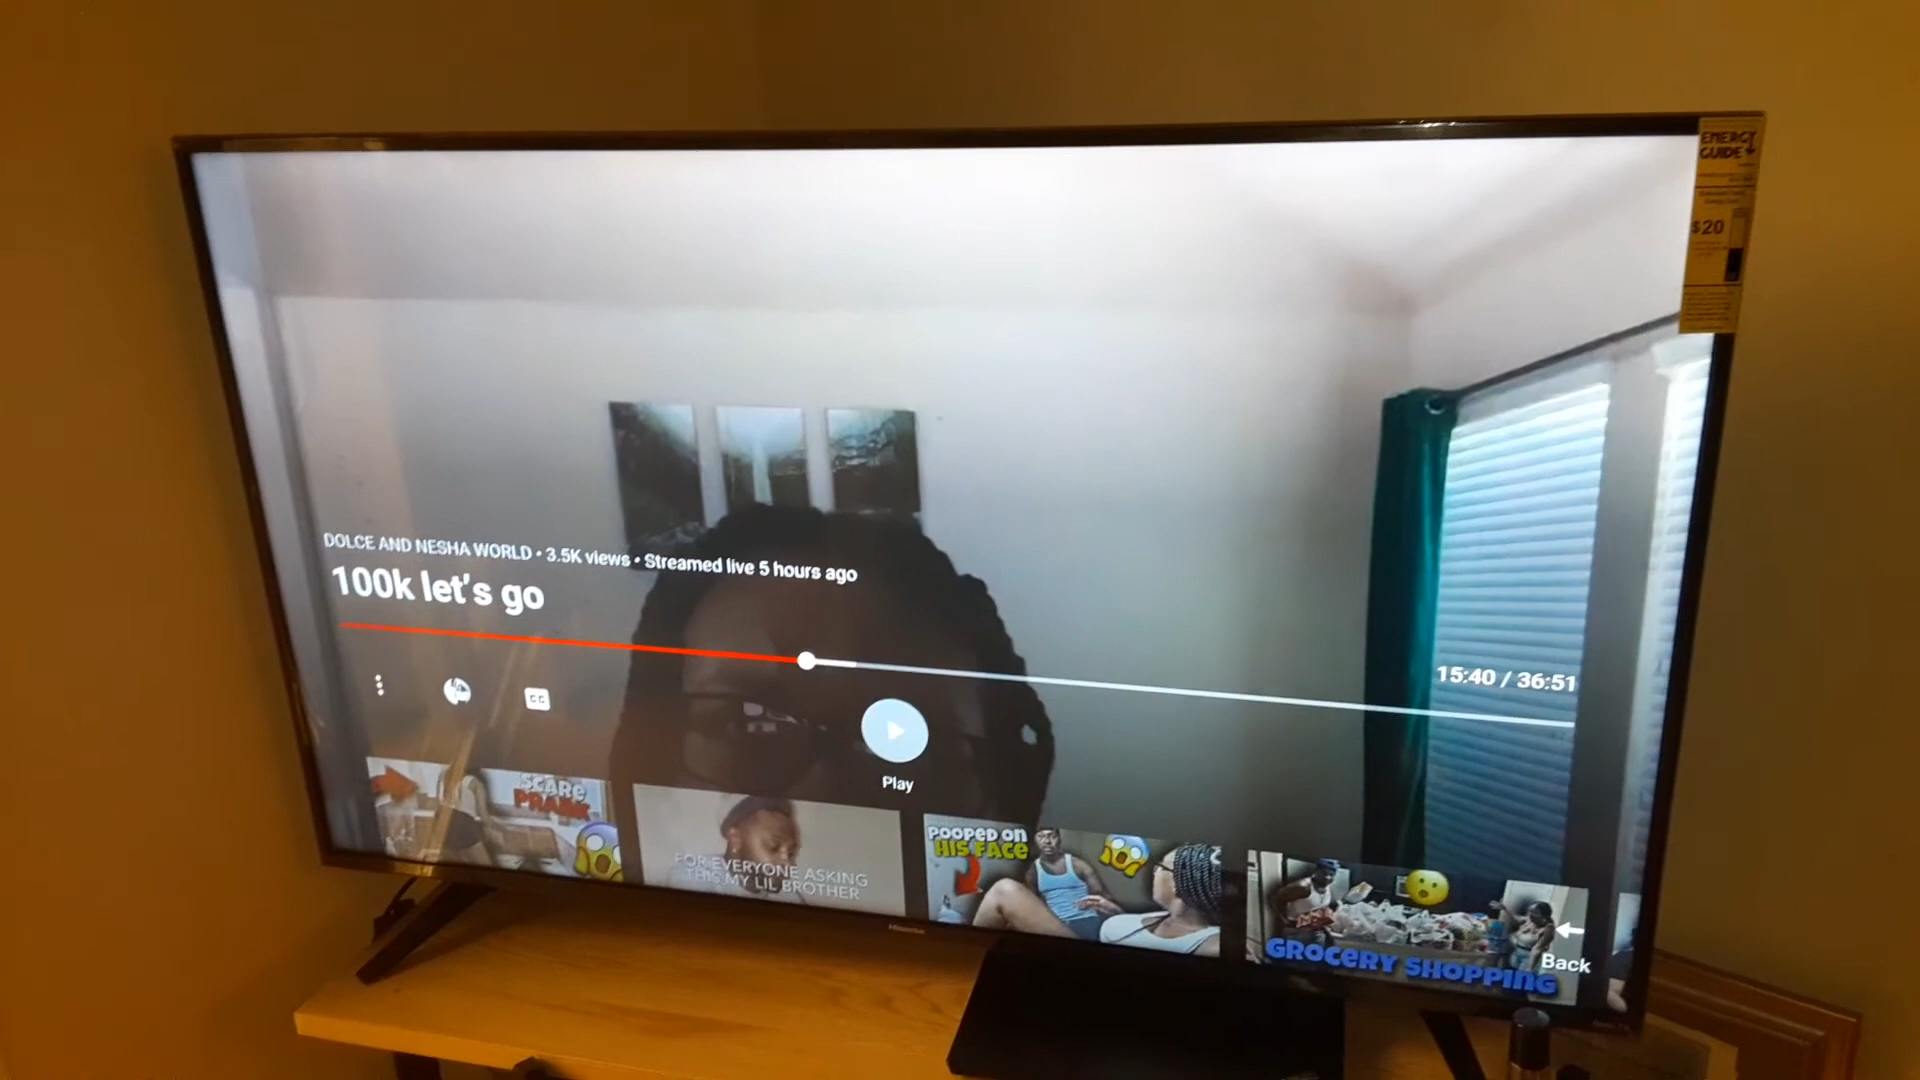 ENERGY
GUIDE
$20
DOLCE AND NESHA WORLD • 3.5K views • Streamed live 5 hours ago
100k let's go
15:40 / 36:51
CC
Play
SCARE
PRANK
FOR EVERYONE ASKING
THIS MY LIL BROTHER
POOPED ON
HIS FACE
GROCERY SHOPPING
Back
Hisense